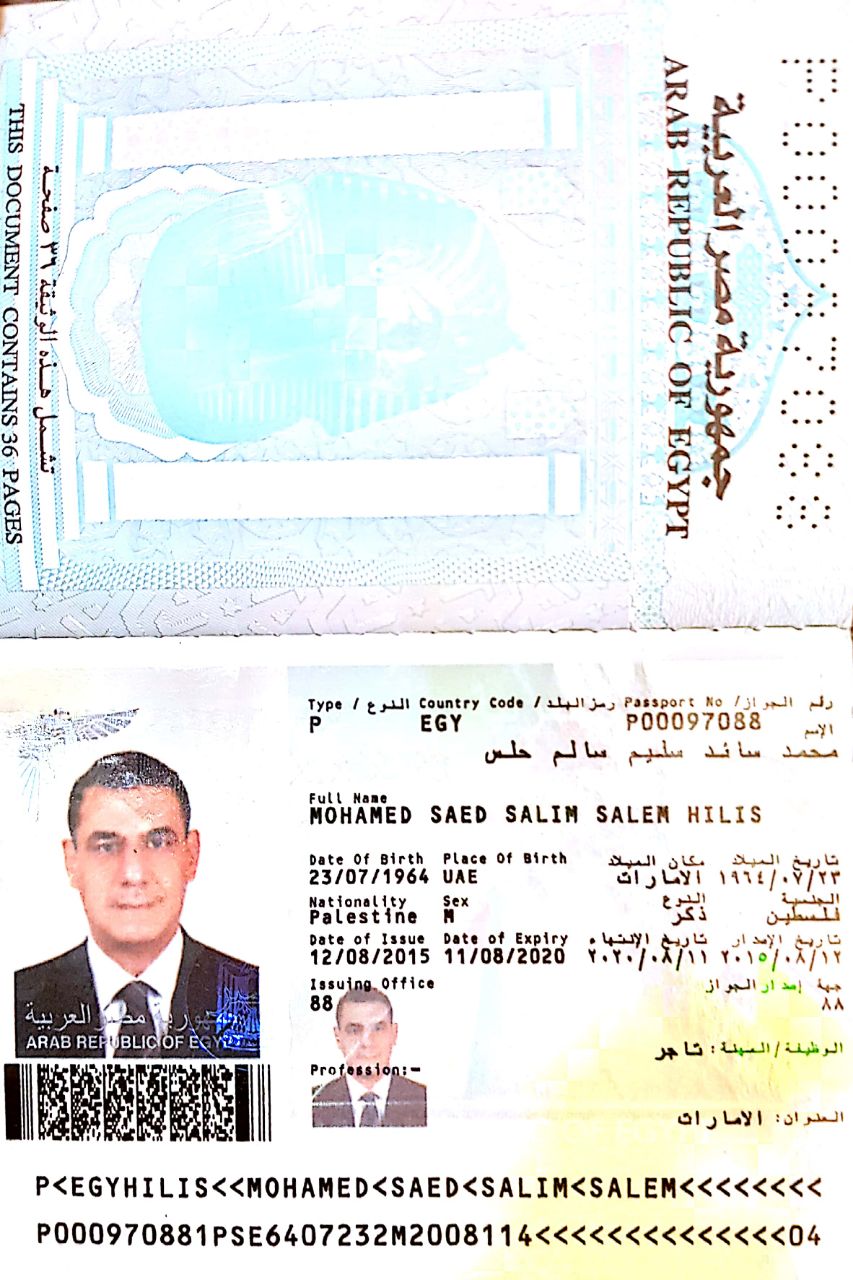 P00097088
جمهورية مصر العربية
ARAB REPUBLIC OF EGYPT
تشمل هذه الوثيقة ٣٦ صفحة
THIS DOCUMENT CONTAINS 36 PAGES
Type / النوع Country Code / رمز البلد Passport No / رقم الجواز
P EGY P00097088
الإسم
محمد سائد سليم سالم حلس
Full Name
MOHAMED SAED SALIM SALEM HILIS
Date Of Birth Place Of Birth مكان الميلاد تاريخ الميلاد
23/07/1964 UAE الامارات ١٩٦٤/٠٧/٢٣
Nationality Sex النوع الجنسية
Palestine M ذكر فلسطين
Date of Issue Date of Expiry تاريخ الإنتهاء تاريخ الإصدار
12/08/2015 11/08/2020 ٢٠٢٠/٠٨/١١ ٢٠١٥/٠٨/١٢
Issuing Office جهة إصدار الجواز
88 ٨٨
الوظيفة/المهنة: تاجر
Profession:-
العنوان: الامارات
جمهورية مصر العربية
ARAB REPUBLIC OF EGYPT
P<EGYHILIS<<MOHAMED<SAED<SALIM<SALEM<<<<<<<<
P000970881PSE6407232M2008114<<<<<<<<<<<<<<04